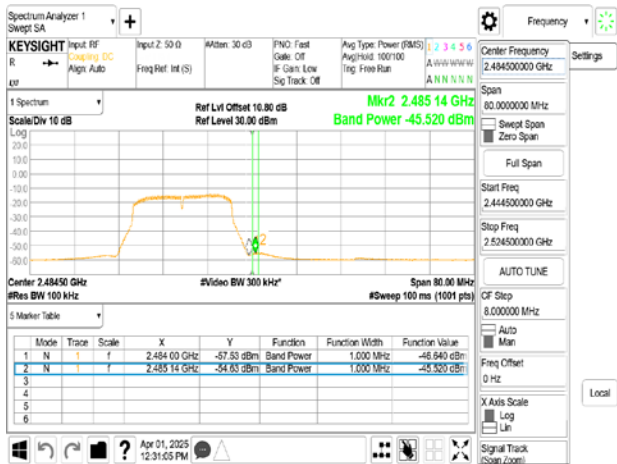 Spectrum Analyzer 1
Swept SA
Frequency
KEYSIGHT
Input: RF
Coupling: DC
Align: Auto
Input Z: 50 Ω
Freq Ref: Int (S)
#Atten: 30 dB
PNO: Fast
Gate: Off
IF Gain: Low
Sig Track: Off
Avg Type: Power (RMS)
Avg|Hold: 100/100
Trig: Free Run
1 2 3 4 5 6
A W W W W W
A N N N N N
R
Center Frequency
2.484500000 GHz
Settings
Span
80.0000000 MHz
Swept Span
Zero Span
Full Span
Start Freq
2.444500000 GHz
Stop Freq
2.524500000 GHz
AUTO TUNE
CF Step
8.000000 MHz
Auto
Man
Freq Offset
0 Hz
X Axis Scale
Log
Lin
Signal Track
(Span Zoom)
Local
1 Spectrum
Scale/Div 10 dB
Ref Lvl Offset 10.80 dB
Ref Level 30.00 dBm
Mkr2 2.485 14 GHz
Band Power -45.520 dBm
Log
20.0
10.0
0.00
-10.0
-20.0
-30.0
-40.0
-50.0
-60.0
2
Center 2.48450 GHz
#Res BW 100 kHz
#Video BW 300 kHz*
Span 80.00 MHz
#Sweep 100 ms (1001 pts)
5 Marker Table
Mode Trace Scale X Y Function Function Width Function Value
1 N 1 f 2.484 00 GHz -57.53 dBm Band Power 1.000 MHz -46.640 dBm
2 N 1 f 2.485 14 GHz -54.63 dBm Band Power 1.000 MHz -45.520 dBm
3
4
5
6
?
Apr 01, 2025
12:31:05 PM